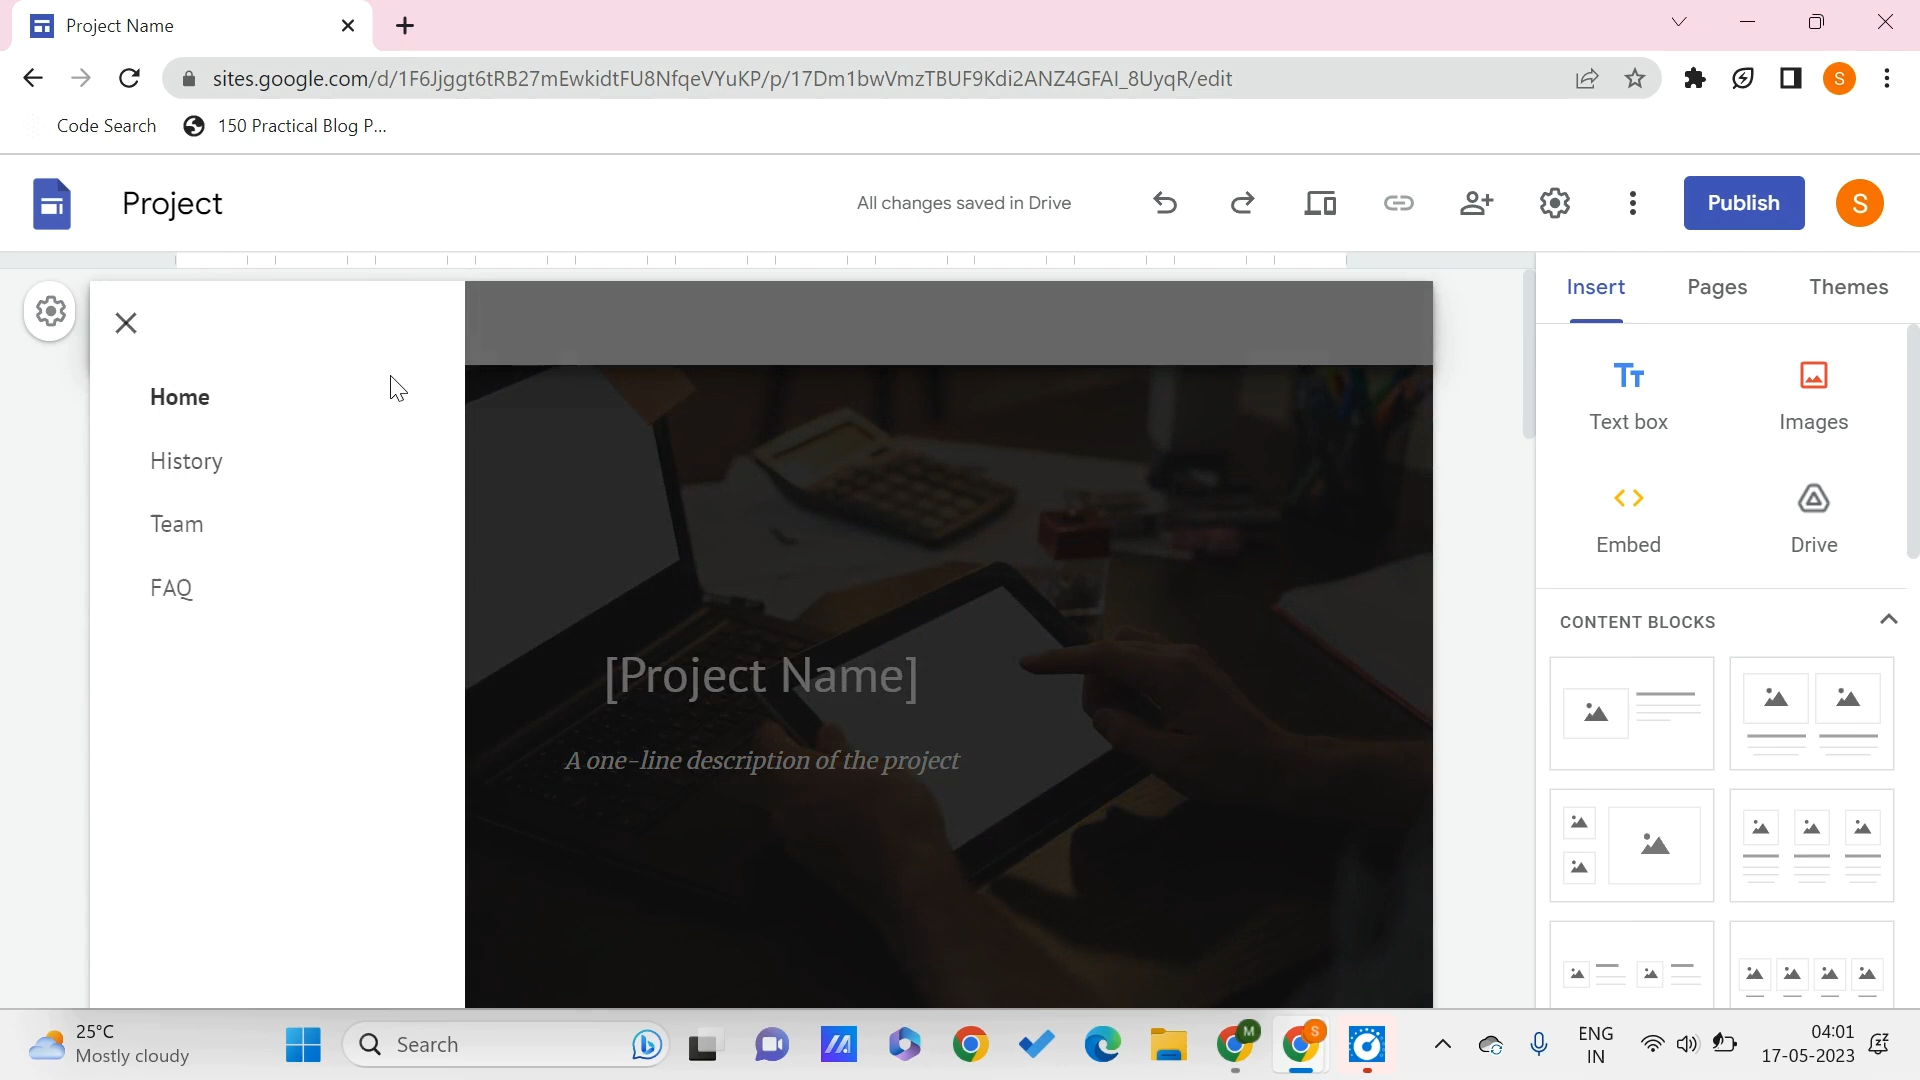 Project Name
sites.google.com/d/1F6Jjggt6tRB27mEwkidtFU8NfqeVYuKP/p/17Dm1bwVmzTBUF9Kdi2ANZ4GFAI_8UyqR/edit
S
Code Search
150 Practical Blog P...
Project
All changes saved in Drive
Publish
S
Insert
Pages
Themes
Home
History
Team
FAQ
[Project Name]
A one-line description of the project
Text box
Images
Embed
Drive
CONTENT BLOCKS
25°C
Mostly cloudy
Search
M
S
ENG
IN
04:01
17-05-2023